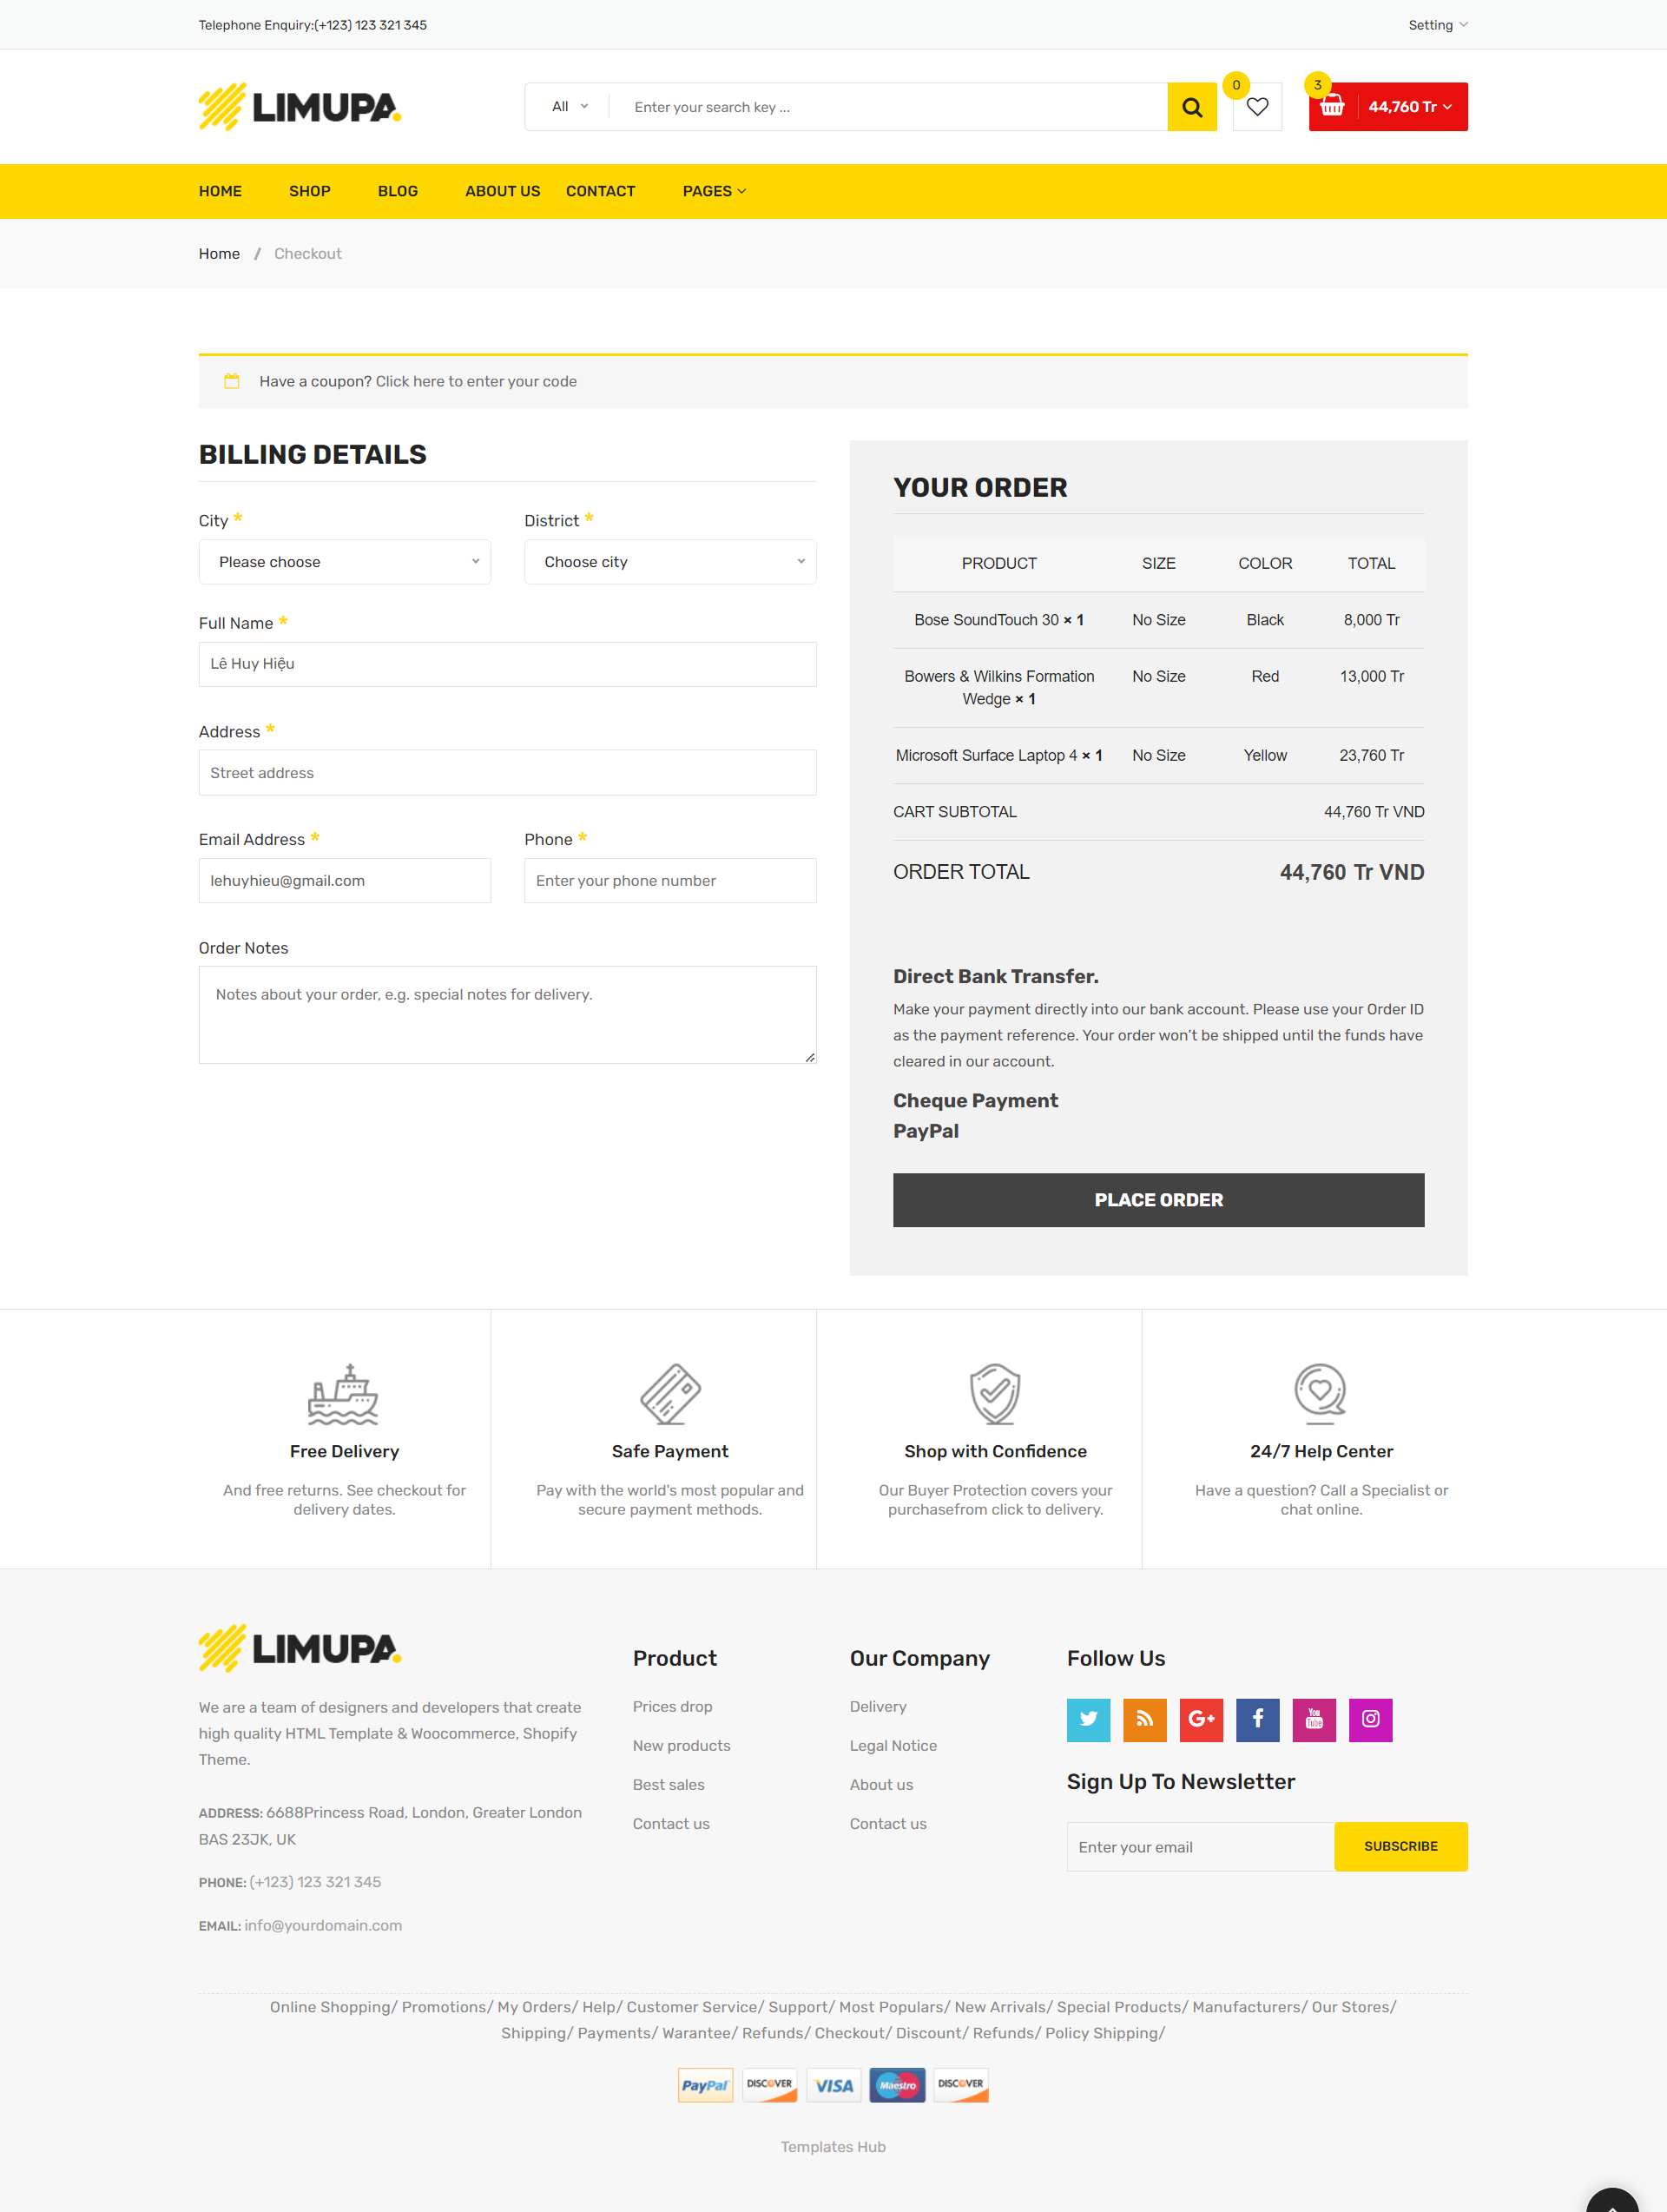 Telephone Enquiry:(+123) 123 321 345
Setting
LIMUPA
All
Enter your search key ...
0
3
44,760 Tr
HOME SHOP BLOG ABOUT US CONTACT PAGES
Home / Checkout
Have a coupon? Click here to enter your code
BILLING DETAILS
City *
District *
Please choose
Choose city
Full Name *
Lê Huy Hiệu
Address *
Street address
Email Address *
Phone *
lehuyhieu@gmail.com
Enter your phone number
Order Notes
Notes about your order, e.g. special notes for delivery.
YOUR ORDER
PRODUCT SIZE COLOR TOTAL
Bose SoundTouch 30 × 1 No Size Black 8,000 Tr
Bowers & Wilkins Formation No Size Red 13,000 Tr
Wedge × 1
Microsoft Surface Laptop 4 × 1 No Size Yellow 23,760 Tr
CART SUBTOTAL 44,760 Tr VND
ORDER TOTAL 44,760 Tr VND
Direct Bank Transfer.
Make your payment directly into our bank account. Please use your Order ID
as the payment reference. Your order won’t be shipped until the funds have
cleared in our account.
Cheque Payment
PayPal
PLACE ORDER
Free Delivery
And free returns. See checkout for
delivery dates.
Safe Payment
Pay with the world's most popular and
secure payment methods.
Shop with Confidence
Our Buyer Protection covers your
purchasefrom click to delivery.
24/7 Help Center
Have a question? Call a Specialist or
chat online.
LIMUPA
We are a team of designers and developers that create
high quality HTML Template & Woocommerce, Shopify
Theme.
ADDRESS: 6688Princess Road, London, Greater London
BAS 23JK, UK
PHONE: (+123) 123 321 345
EMAIL: info@yourdomain.com
Product
Prices drop
New products
Best sales
Contact us
Our Company
Delivery
Legal Notice
About us
Contact us
Follow Us
G+
f
You
Tube
Sign Up To Newsletter
Enter your email
SUBSCRIBE
Online Shopping/ Promotions/ My Orders/ Help/ Customer Service/ Support/ Most Populars/ New Arrivals/ Special Products/ Manufacturers/ Our Stores/
Shipping/ Payments/ Warantee/ Refunds/ Checkout/ Discount/ Refunds/ Policy Shipping/
PayPal DISCOVER VISA Maestro DISCOVER
Templates Hub